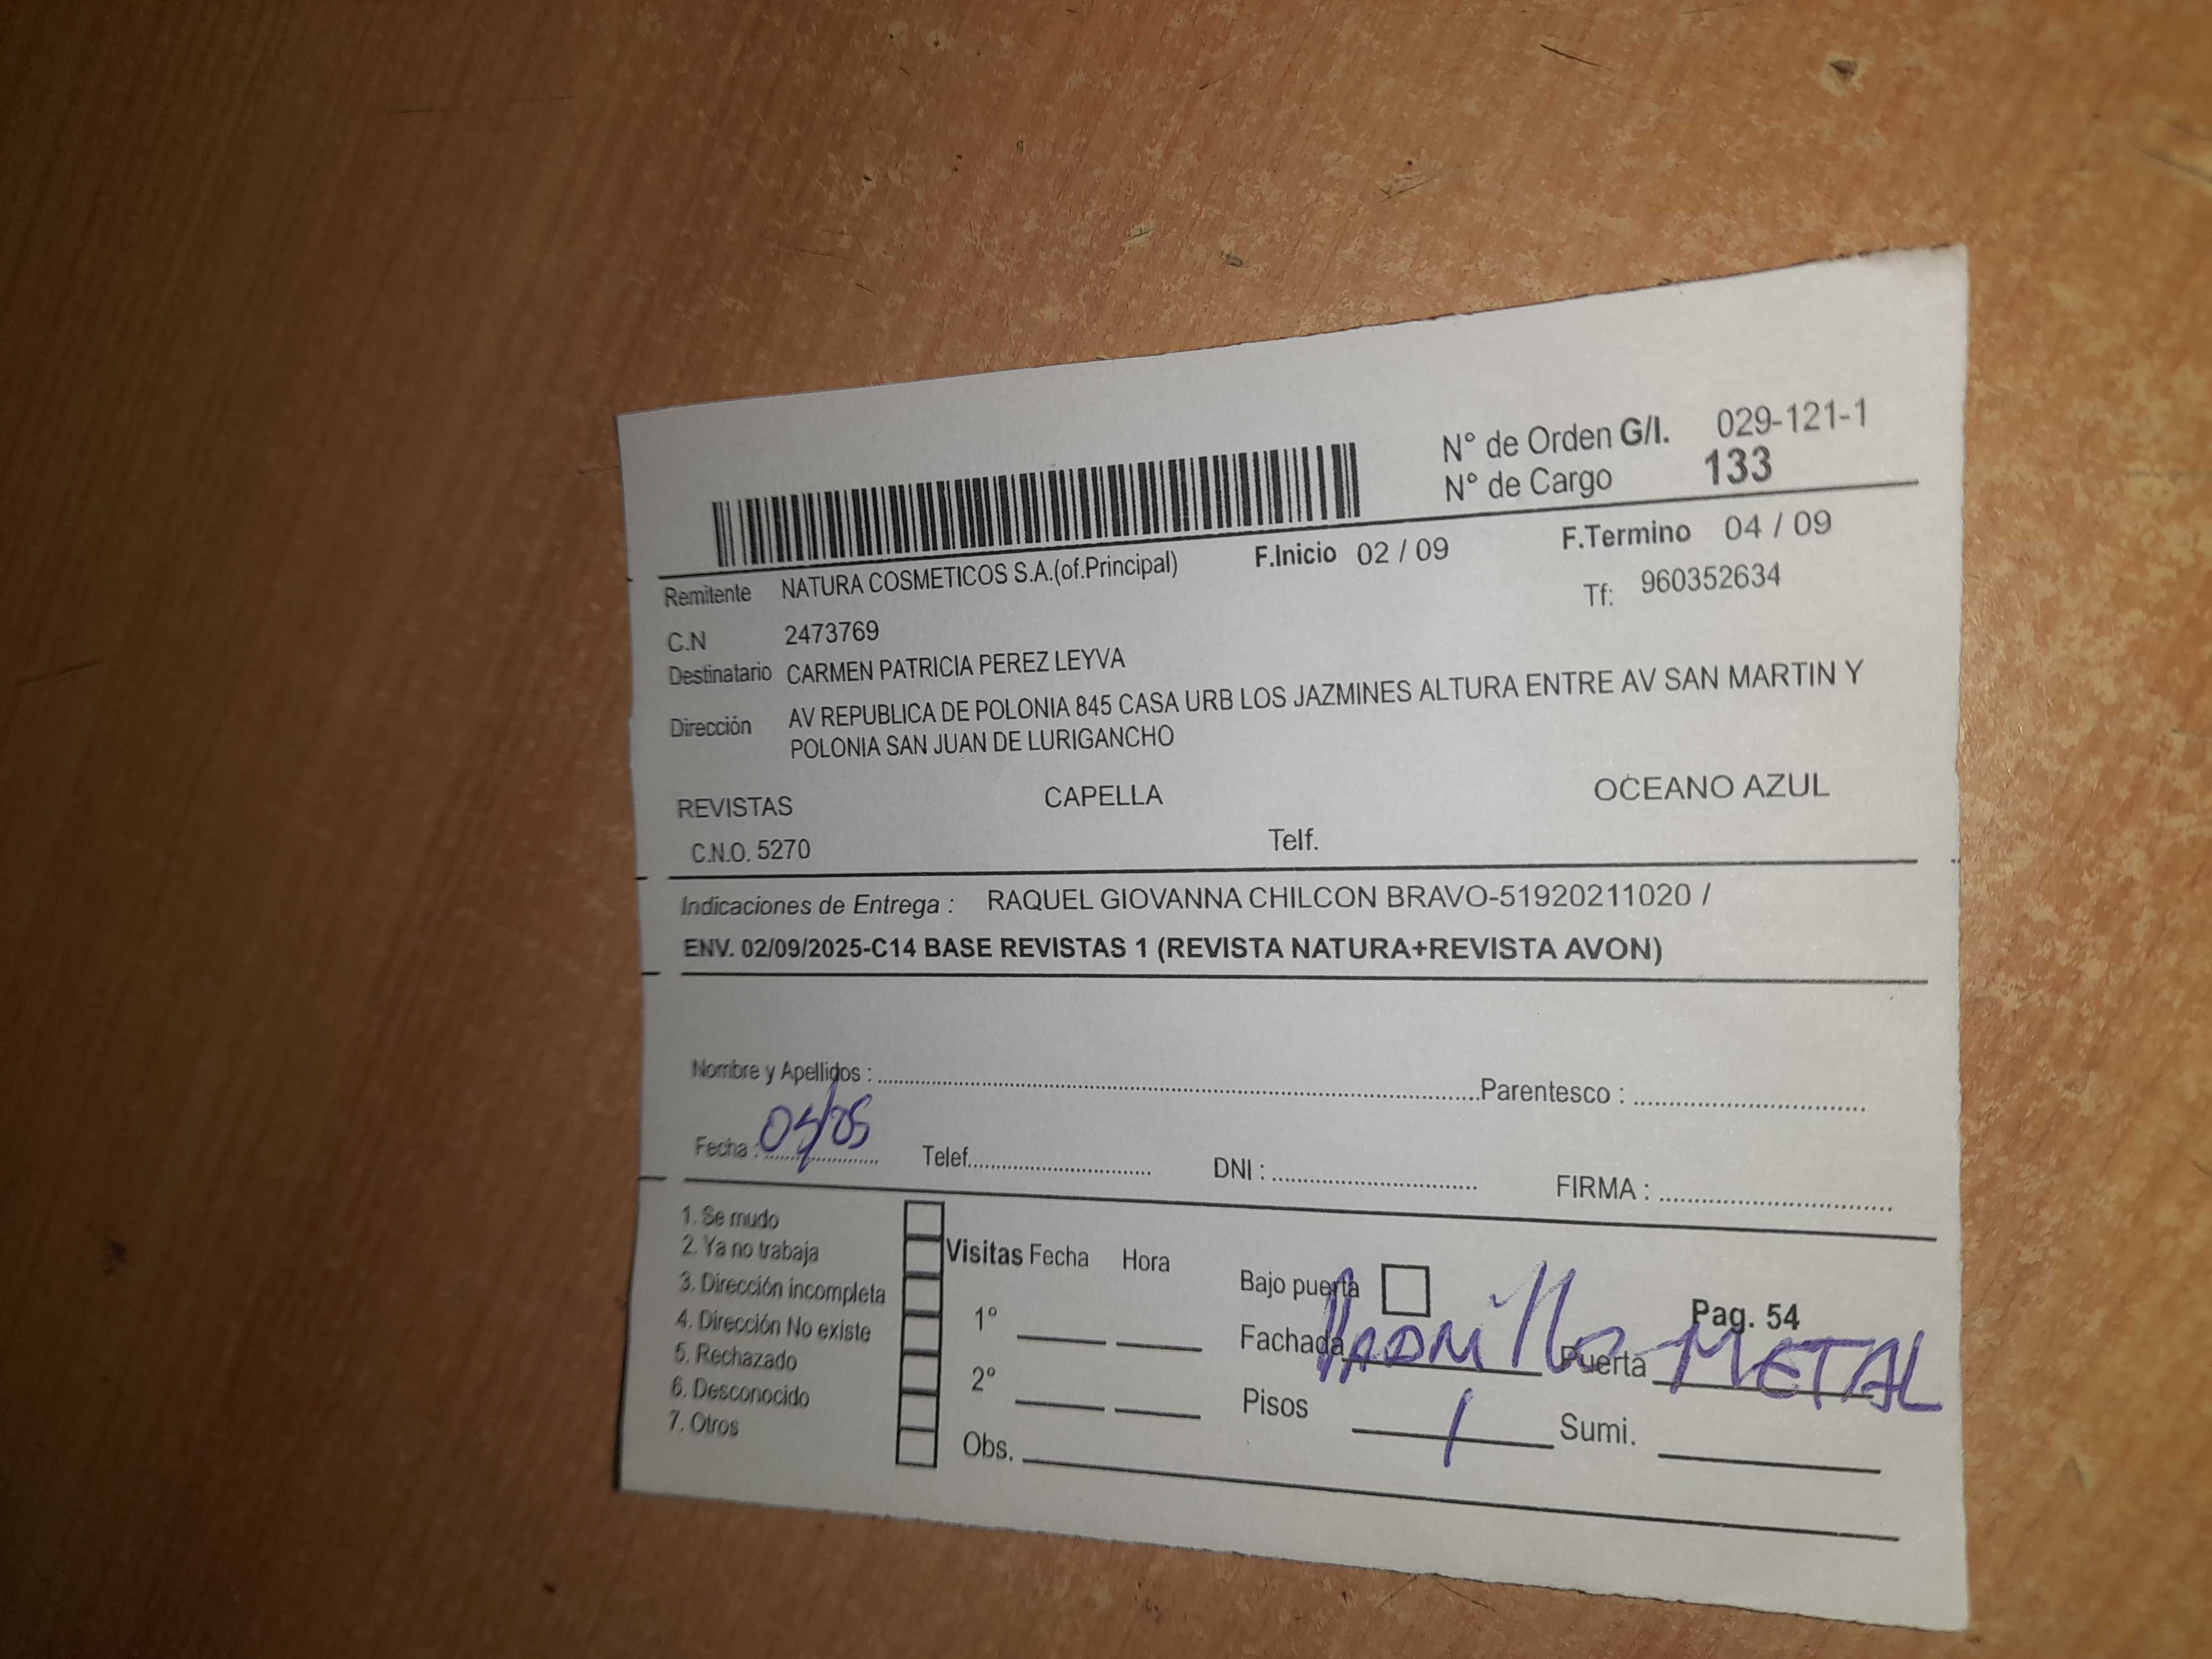 N° de Orden G/I. 029-121-1
N° de Cargo 133
Remitente NATURA COSMETICOS S.A.(of.Principal) F.Inicio 02 / 09 F.Termino 04 / 09
C.N 2473769 Tf: 960352634
Destinatario CARMEN PATRICIA PEREZ LEYVA
Dirección AV REPUBLICA DE POLONIA 845 CASA URB LOS JAZMINES ALTURA ENTRE AV SAN MARTIN Y
POLONIA SAN JUAN DE LURIGANCHO
REVISTAS CAPELLA OCEANO AZUL
C.N.O. 5270 Telf.
Indicaciones de Entrega : RAQUEL GIOVANNA CHILCON BRAVO-51920211020 /
ENV. 02/09/2025-C14 BASE REVISTAS 1 (REVISTA NATURA+REVISTA AVON)
Nombre y Apellidos : Parentesco :
Fecha : Telef. DNI : FIRMA :
1. Se mudo
2. Ya no trabaja
3. Dirección incompleta
4. Dirección No existe
5. Rechazado
6. Desconocido
7. Otros
Visitas Fecha Hora
1°
2°
Obs.
Bajo puerta Pag. 54
Fachada Ladrillo Puerta METAL
Pisos 1 Sumi.